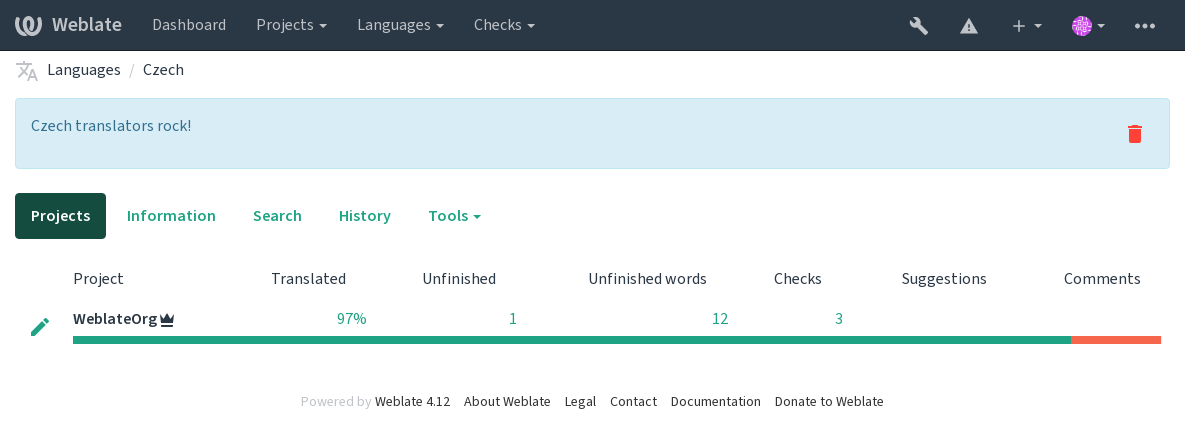 Weblate Dashboard Projects Languages Checks
Languages / Czech
Czech translators rock!
Projects Information Search History Tools
Project Translated Unfinished Unfinished words Checks Suggestions Comments
WeblateOrg 97% 1 12 3
Powered by Weblate 4.12 About Weblate Legal Contact Documentation Donate to Weblate